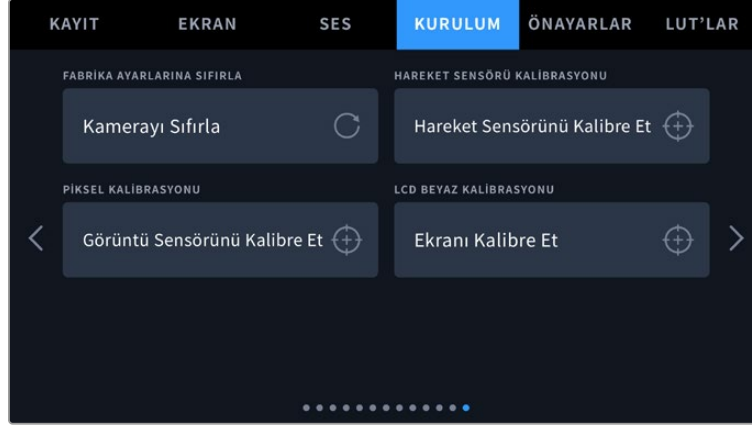 KAYIT EKRAN SES KURULUM ÖNAYARLAR LUT’LAR
FABRİKA AYARLARINA SIFIRLA
Kamerayı Sıfırla
HAREKET SENSÖRÜ KALİBRASYONU
Hareket Sensörünü Kalibre Et
PİKSEL KALİBRASYONU
Görüntü Sensörünü Kalibre Et
LCD BEYAZ KALİBRASYONU
Ekranı Kalibre Et